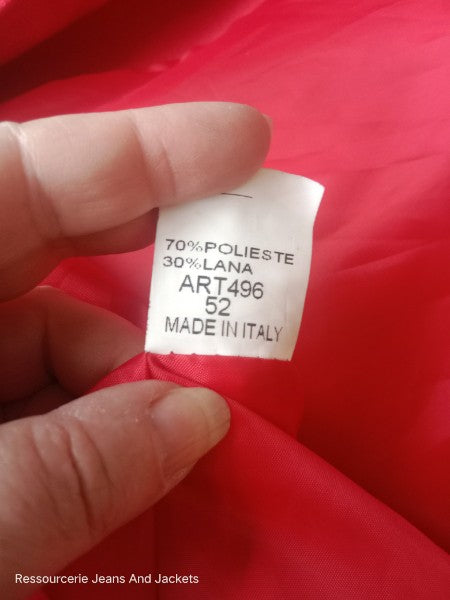 70%POLIESTE
30%LANA
ART496
52
MADE IN ITALY
Ressourcerie Jeans And Jackets